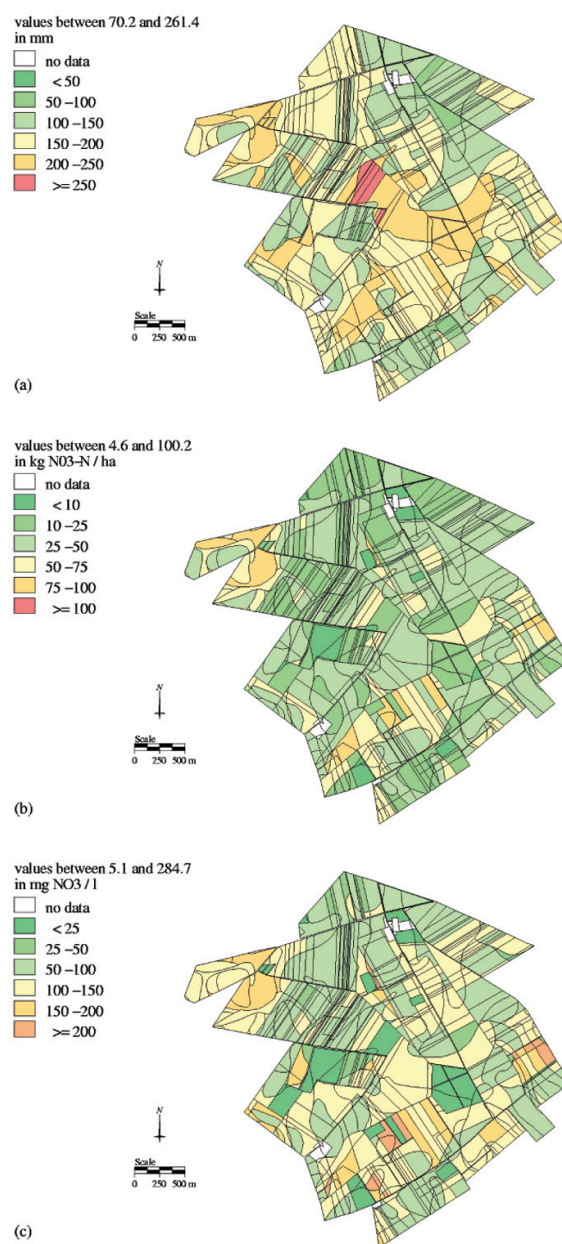 values between 70.2 and 261.4
in mm
no data
< 50
50 –100
100 –150
150 –200
200 –250
>= 250
N
Scale
0 250 500 m
(a)
values between 4.6 and 100.2
in kg N03–N / ha
no data
< 10
10 –25
25 –50
50 –75
75 –100
>= 100
N
Scale
0 250 500 m
(b)
values between 5.1 and 284.7
in mg NO3 / l
no data
< 25
25 –50
50 –100
100 –150
150 –200
>= 200
N
Scale
0 250 500 m
(c)